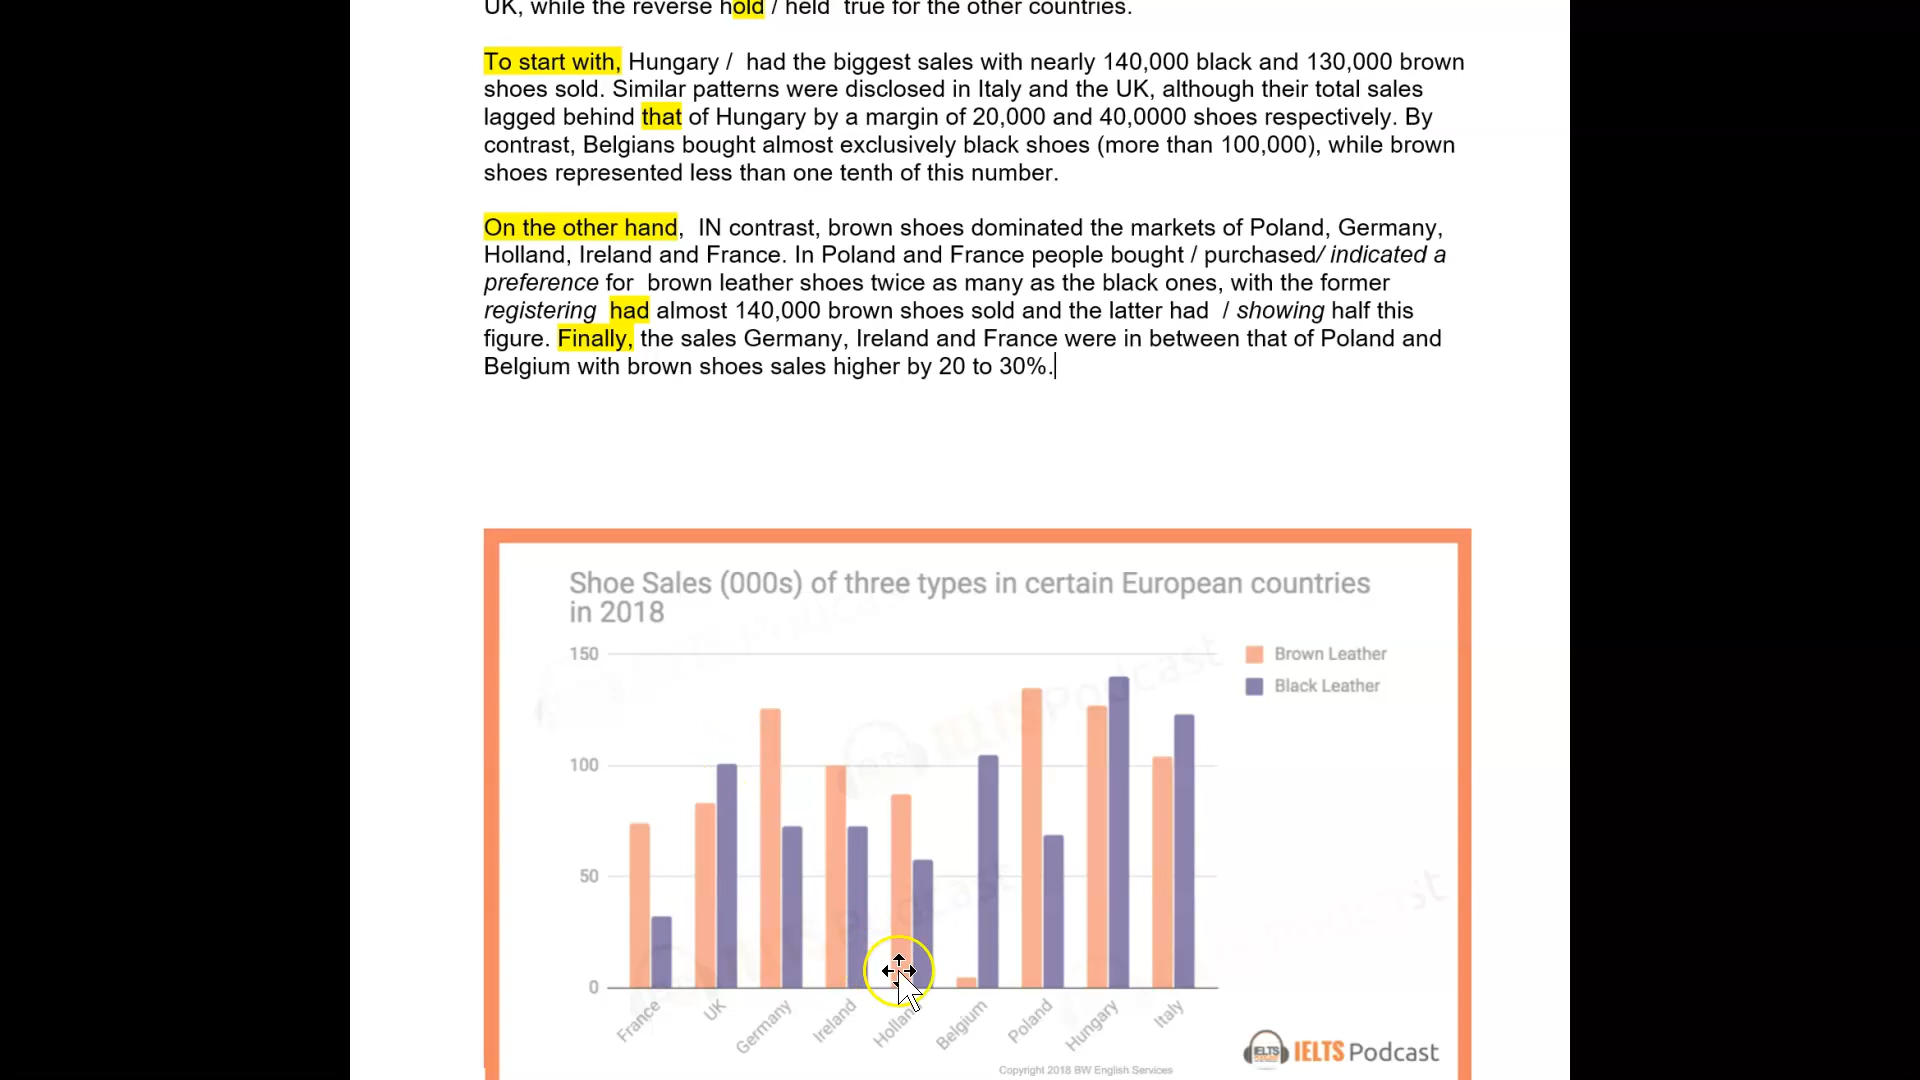 UK, while the reverse hold / held  true for the other countries.
To start with, Hungary /  had the biggest sales with nearly 140,000 black and 130,000 brown
shoes sold. Similar patterns were disclosed in Italy and the UK, although their total sales
lagged behind that of Hungary by a margin of 20,000 and 40,0000 shoes respectively. By
contrast, Belgians bought almost exclusively black shoes (more than 100,000), while brown
shoes represented less than one tenth of this number.
On the other hand,  IN contrast, brown shoes dominated the markets of Poland, Germany,
Holland, Ireland and France. In Poland and France people bought / purchased/ indicated a
preference for  brown leather shoes twice as many as the black ones, with the former
registering  had almost 140,000 brown shoes sold and the latter had  / showing half this
figure. Finally, the sales Germany, Ireland and France were in between that of Poland and
Belgium with brown shoes sales higher by 20 to 30%.
Shoe Sales (000s) of three types in certain European countries
in 2018
150
Brown Leather
Black Leather
100
50
0
France
UK
Germany
Ireland
Holland
Belgium
Poland
Hungary
Italy
IELTS
IELTS Podcast
Copyright 2018 BW English Services